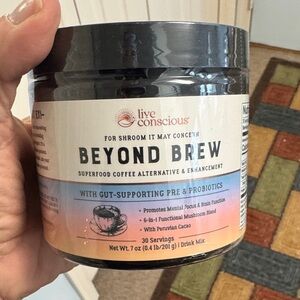 live
conscious®
FOR SHROOM IT MAY CONCERN
BEYOND BREW
SUPERFOOD COFFEE ALTERNATIVE & ENHANCEMENT
WITH GUT-SUPPORTING PRE & PROBIOTICS
• Promotes Mental Focus & Brain Function
• 6-in-1 Functional Mushroom Blend
• With Peruvian Cacao
30 Servings
Net Wt. 7 oz (0.4 lb/201 g) | Drink Mix